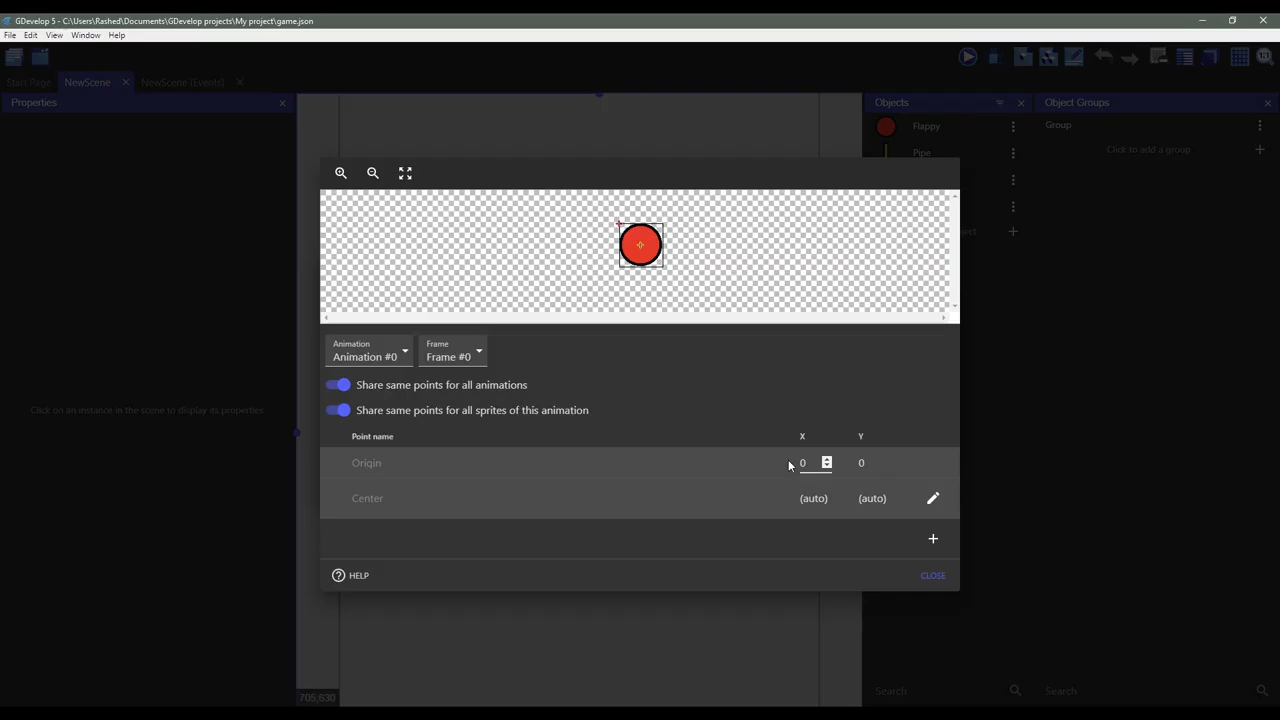 GDevelop 5 - C:\Users\Rashed\Documents\GDevelop projects\My project\game.json
File Edit View Window Help
Start Page NewScene NewScene (Events)
Properties
Objects
Object Groups
Flappy
Group
Pipe
Click to add a group
Animation
Animation #0
Frame
Frame #0
Share same points for all animations
Share same points for all sprites of this animation
Click on an instance in the scene to display its properties
Point name X Y
Origin 0 0
Center (auto) (auto)
HELP
CLOSE
705;630
Search
Search